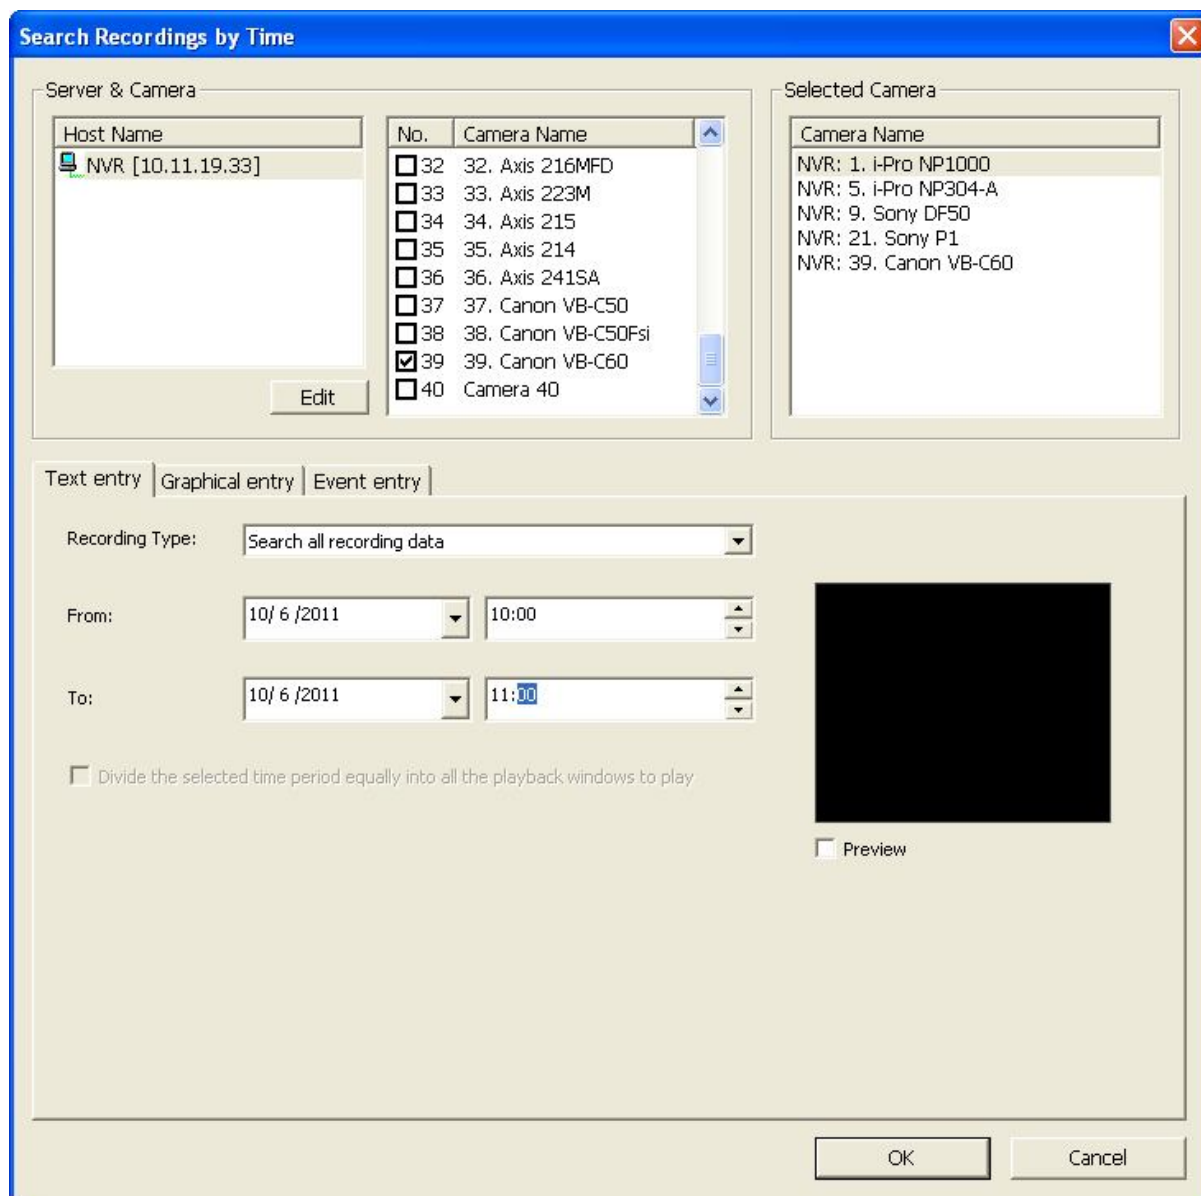 Search Recordings by Time
Server & Camera
Host Name
NVR [10.11.19.33]
Edit
No. Camera Name
32 32. Axis 216MFD
33 33. Axis 223M
34 34. Axis 215
35 35. Axis 214
36 36. Axis 241SA
37 37. Canon VB-C50
38 38. Canon VB-C50Fsi
39 39. Canon VB-C60
40 Camera 40
Selected Camera
Camera Name
NVR: 1. i-Pro NP1000
NVR: 5. i-Pro NP304-A
NVR: 9. Sony DF50
NVR: 21. Sony P1
NVR: 39. Canon VB-C60
Text entry Graphical entry Event entry
Recording Type: Search all recording data
From: 10/ 6 /2011 10:00
To: 10/ 6 /2011 11:00
Divide the selected time period equally into all the playback windows to play
Preview
OK Cancel